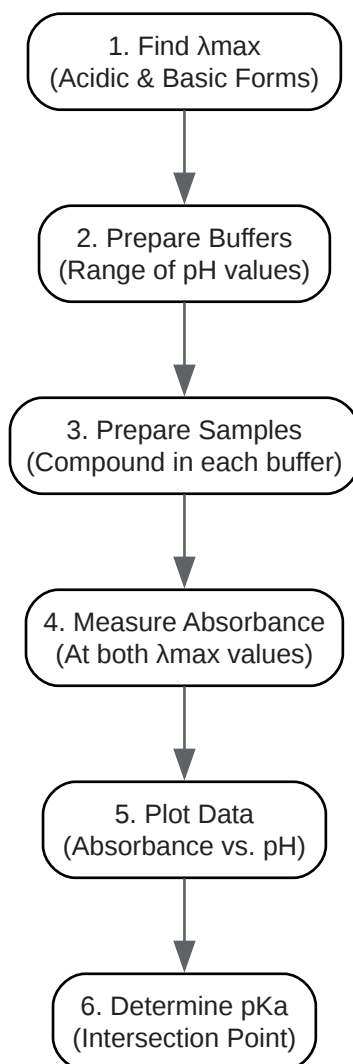 1. Find λmax
(Acidic & Basic Forms)
2. Prepare Buffers
(Range of pH values)
3. Prepare Samples
(Compound in each buffer)
4. Measure Absorbance
(At both λmax values)
5. Plot Data
(Absorbance vs. pH)
6. Determine pKa
(Intersection Point)